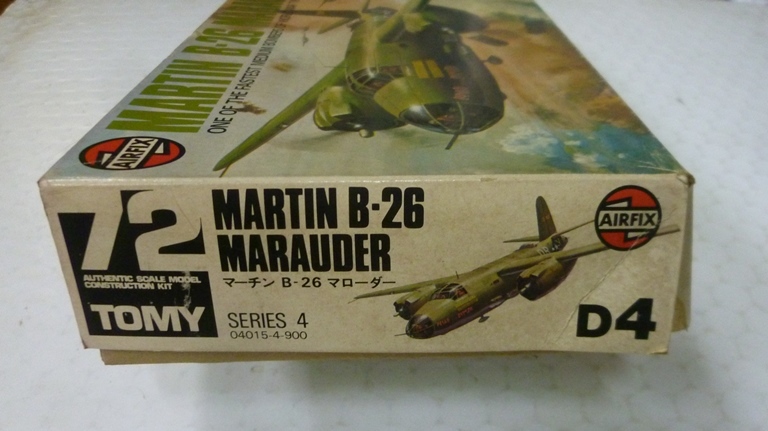 MARTIN B-26
ONE OF THE FASTEST MEDIUM BOMBERS OF
AIRFIX
72
AUTHENTIC SCALE MODEL
CONSTRUCTION KIT
TOMY
MARTIN B-26
MARAUDER
マーチン B-26 マローダー
SERIES 4
04015-4-900
AIRFIX
D4